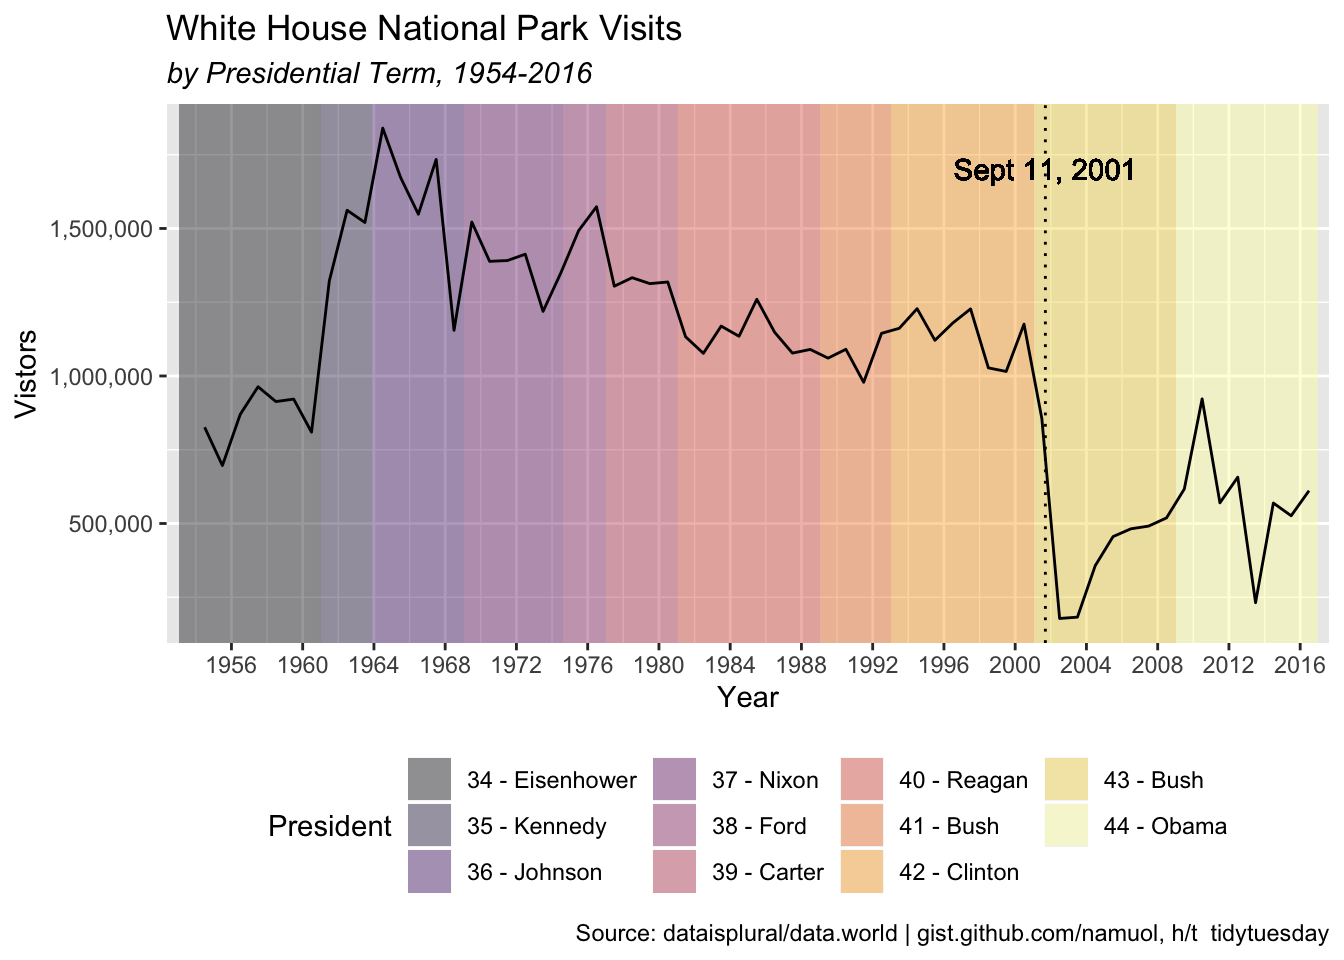 White House National Park Visits
by Presidential Term, 1954-2016
Sept 11, 2001
1,500,000
1,000,000
500,000
Vistors
1956 1960 1964 1968 1972 1976 1980 1984 1988 1992 1996 2000 2004 2008 2012 2016
Year
President
34 - Eisenhower
35 - Kennedy
36 - Johnson
37 - Nixon
38 - Ford
39 - Carter
40 - Reagan
41 - Bush
42 - Clinton
43 - Bush
44 - Obama
Source: dataisplural/data.world | gist.github.com/namuol, h/t  tidytuesday